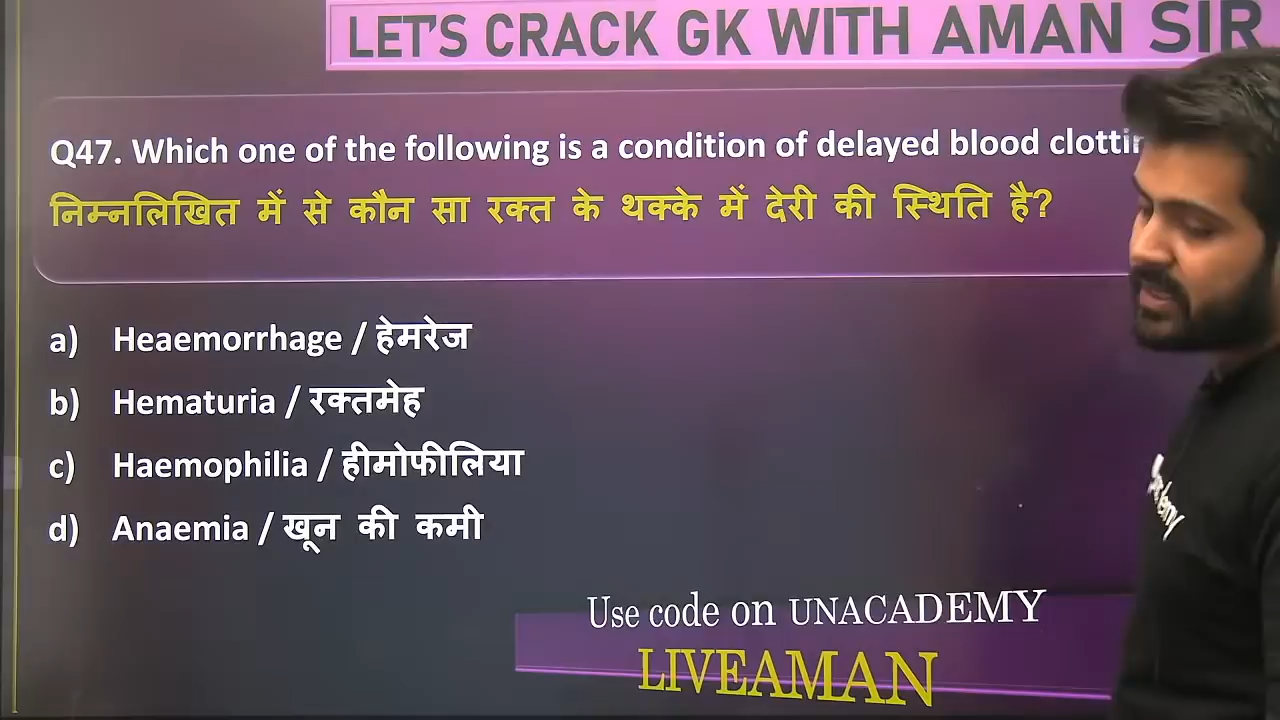 LET'S CRACK GK WITH AMAN SIR
Q47. Which one of the following is a condition of delayed blood
निम्नलिखित में से कौन सा रक्त के थक्के में देरी की स्थिति है?
a) Heaemorrhage / हेमरेज
b) Hematuria / रक्तमेह
c) Haemophilia / हीमोफीलिया
d) Anaemia / खून की कमी
Use code on UNACADEMY
LIVEAMAN